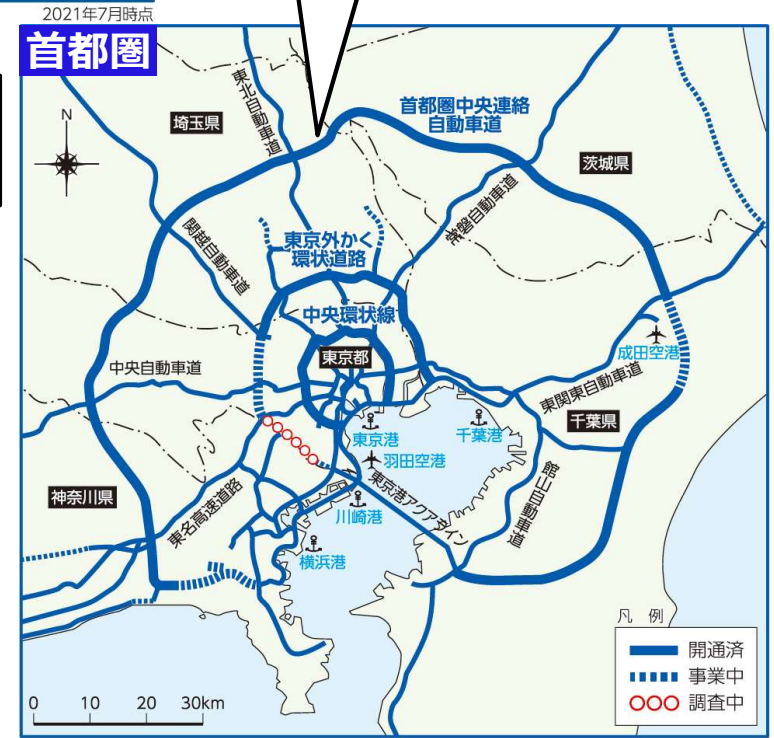 2021年7月時点
首都圏
N
埼玉県
東北自動車道
首都圏中央連絡
自動車道
茨城県
関越自動車道
東京外かく
環状道路
常磐自動車道
中央環状線
東京都
中央自動車道
成田空港
東関東自動車道
千葉県
東京港
千葉港
羽田空港
神奈川県
東名高速道路
川崎港
東京港アクアライン
館山自動車道
横浜港
凡 例
開通済
事業中
調査中
0 10 20 30km